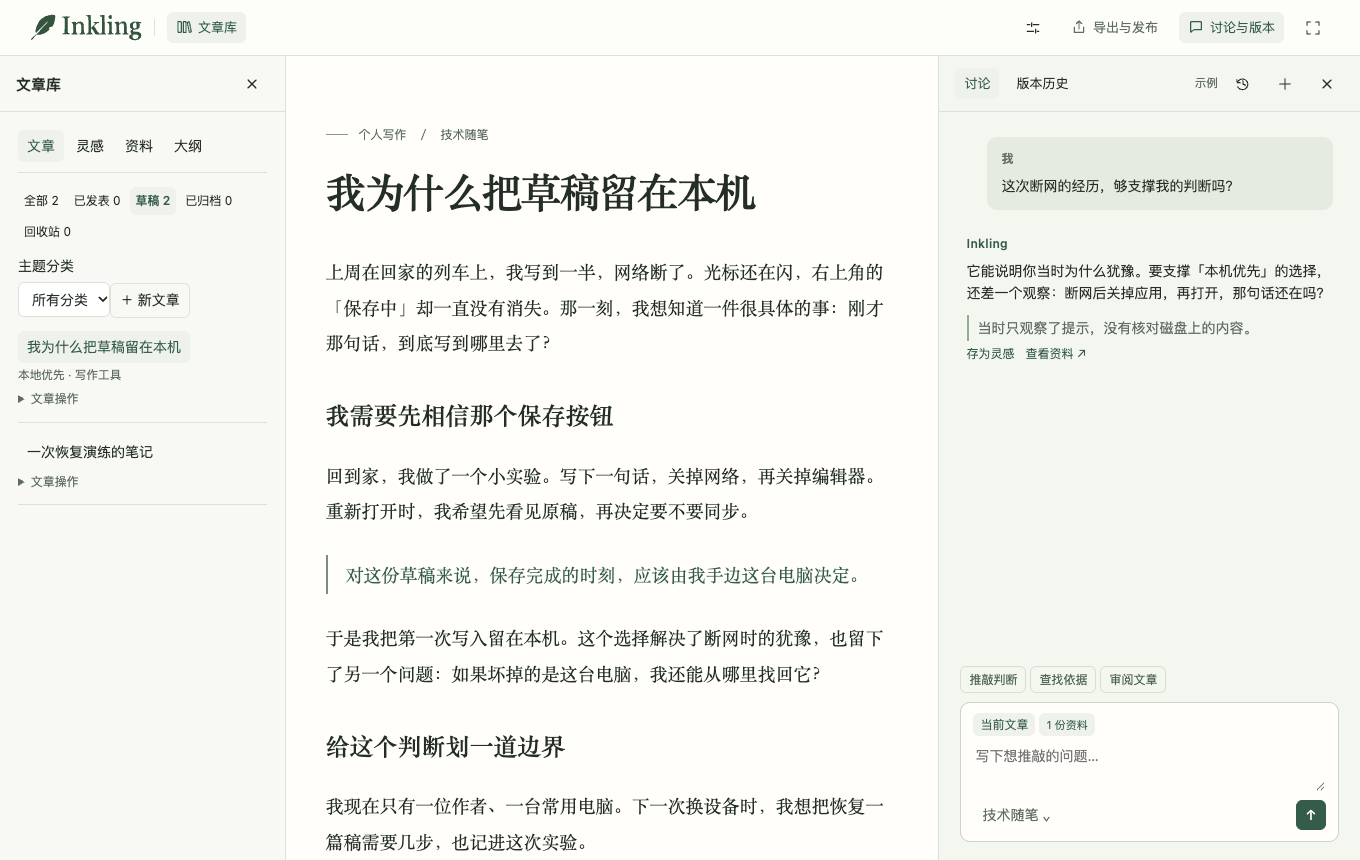 Inkling
文章库
导出与发布
讨论与版本
文章库
文章 灵感 资料 大纲
全部 2 已发表 0 草稿 2 已归档 0
回收站 0
主题分类
所有分类
+ 新文章
我为什么把草稿留在本机
本地优先 · 写作工具
文章操作
一次恢复演练的笔记
文章操作
个人写作 / 技术随笔
我为什么把草稿留在本机
上周在回家的列车上，我写到一半，网络断了。光标还在闪，右上角的
「保存中」却一直没有消失。那一刻，我想知道一件很具体的事：刚才
那句话，到底写到哪里去了？
我需要先相信那个保存按钮
回到家，我做了一个小实验。写下一句话，关掉网络，再关掉编辑器。
重新打开时，我希望先看见原稿，再决定要不要同步。
对这份草稿来说，保存完成的时刻，应该由我手边这台电脑决定。
于是我把第一次写入留在本机。这个选择解决了断网时的犹豫，也留下
了另一个问题：如果坏掉的是这台电脑，我还能从哪里找回它？
给这个判断划一道边界
我现在只有一位作者、一台常用电脑。下一次换设备时，我想把恢复一
篇稿需要几步，也记进这次实验。
讨论 版本历史 示例
我
这次断网的经历，够支撑我的判断吗？
Inkling
它能说明你当时为什么犹豫。要支撑「本机优先」的选择，
还差一个观察：断网后关掉应用，再打开，那句话还在吗？
当时只观察了提示，没有核对磁盘上的内容。
存为灵感 查看资料 ↗
推敲判断 查找依据 审阅文章
当前文章 1 份资料
写下想推敲的问题...
技术随笔